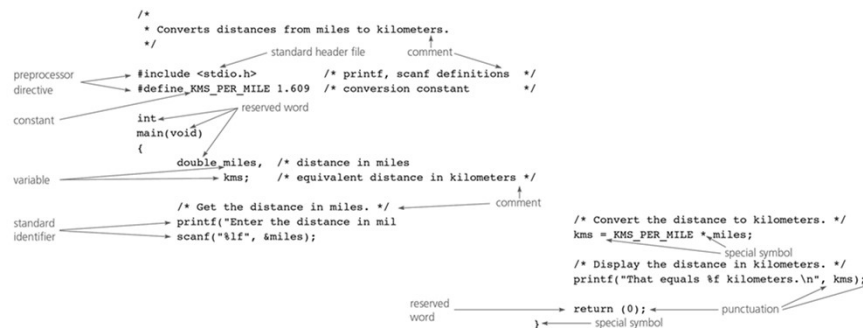 /*
* Converts distances from miles to kilometers.
*/
standard header file comment
preprocessor directive
#include <stdio.h> /* printf, scanf definitions */
#define KMS_PER_MILE 1.609 /* conversion constant */
constant
reserved word
int
main(void)
{
double miles, /* distance in miles
variable
kms; /* equivalent distance in kilometers */
comment
/* Get the distance in miles. */
standard identifier
printf("Enter the distance in mil
scanf("%lf", &miles);
/* Convert the distance to kilometers. */
kms = KMS_PER_MILE * miles;
special symbol
/* Display the distance in kilometers. */
printf("That equals %f kilometers.\n", kms);
reserved word
return (0);
punctuation
}
special symbol